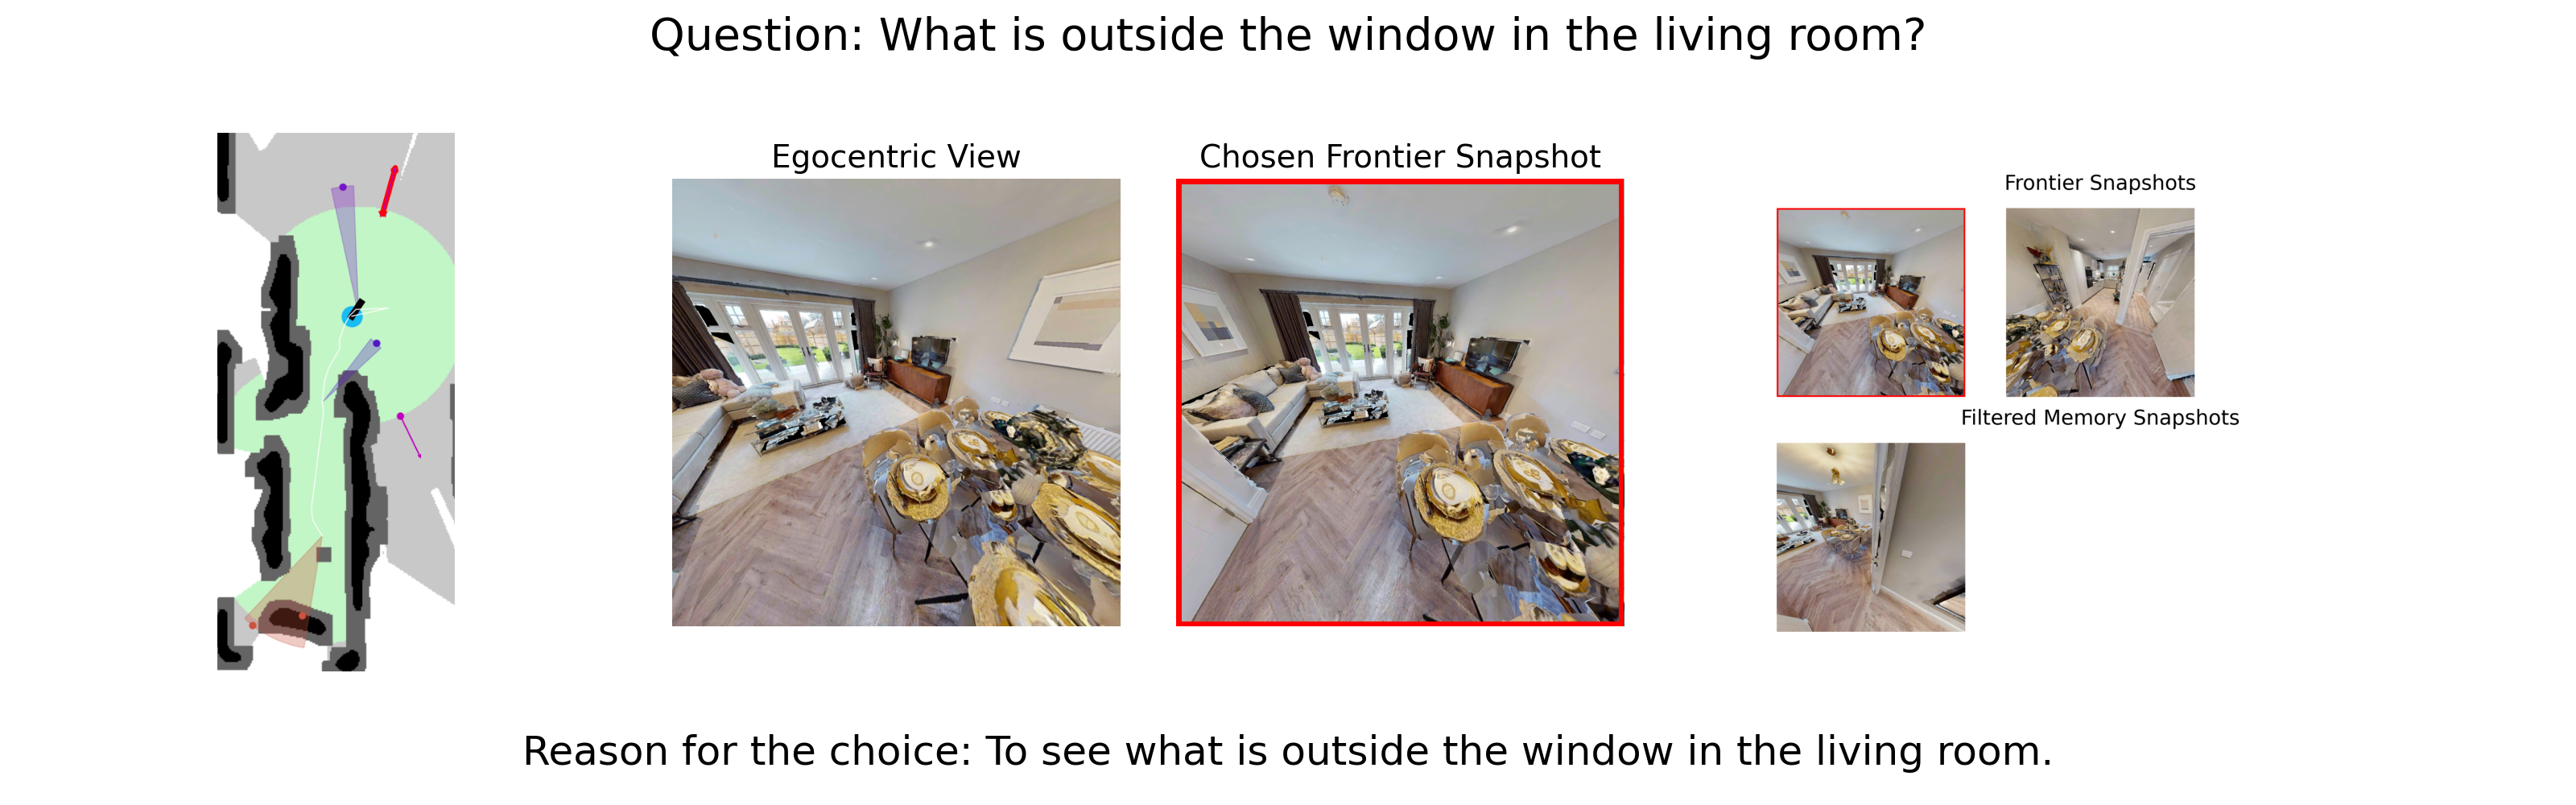 Question: What is outside the window in the living room?
Egocentric View
Chosen Frontier Snapshot
Frontier Snapshots
Filtered Memory Snapshots
Reason for the choice: To see what is outside the window in the living room.